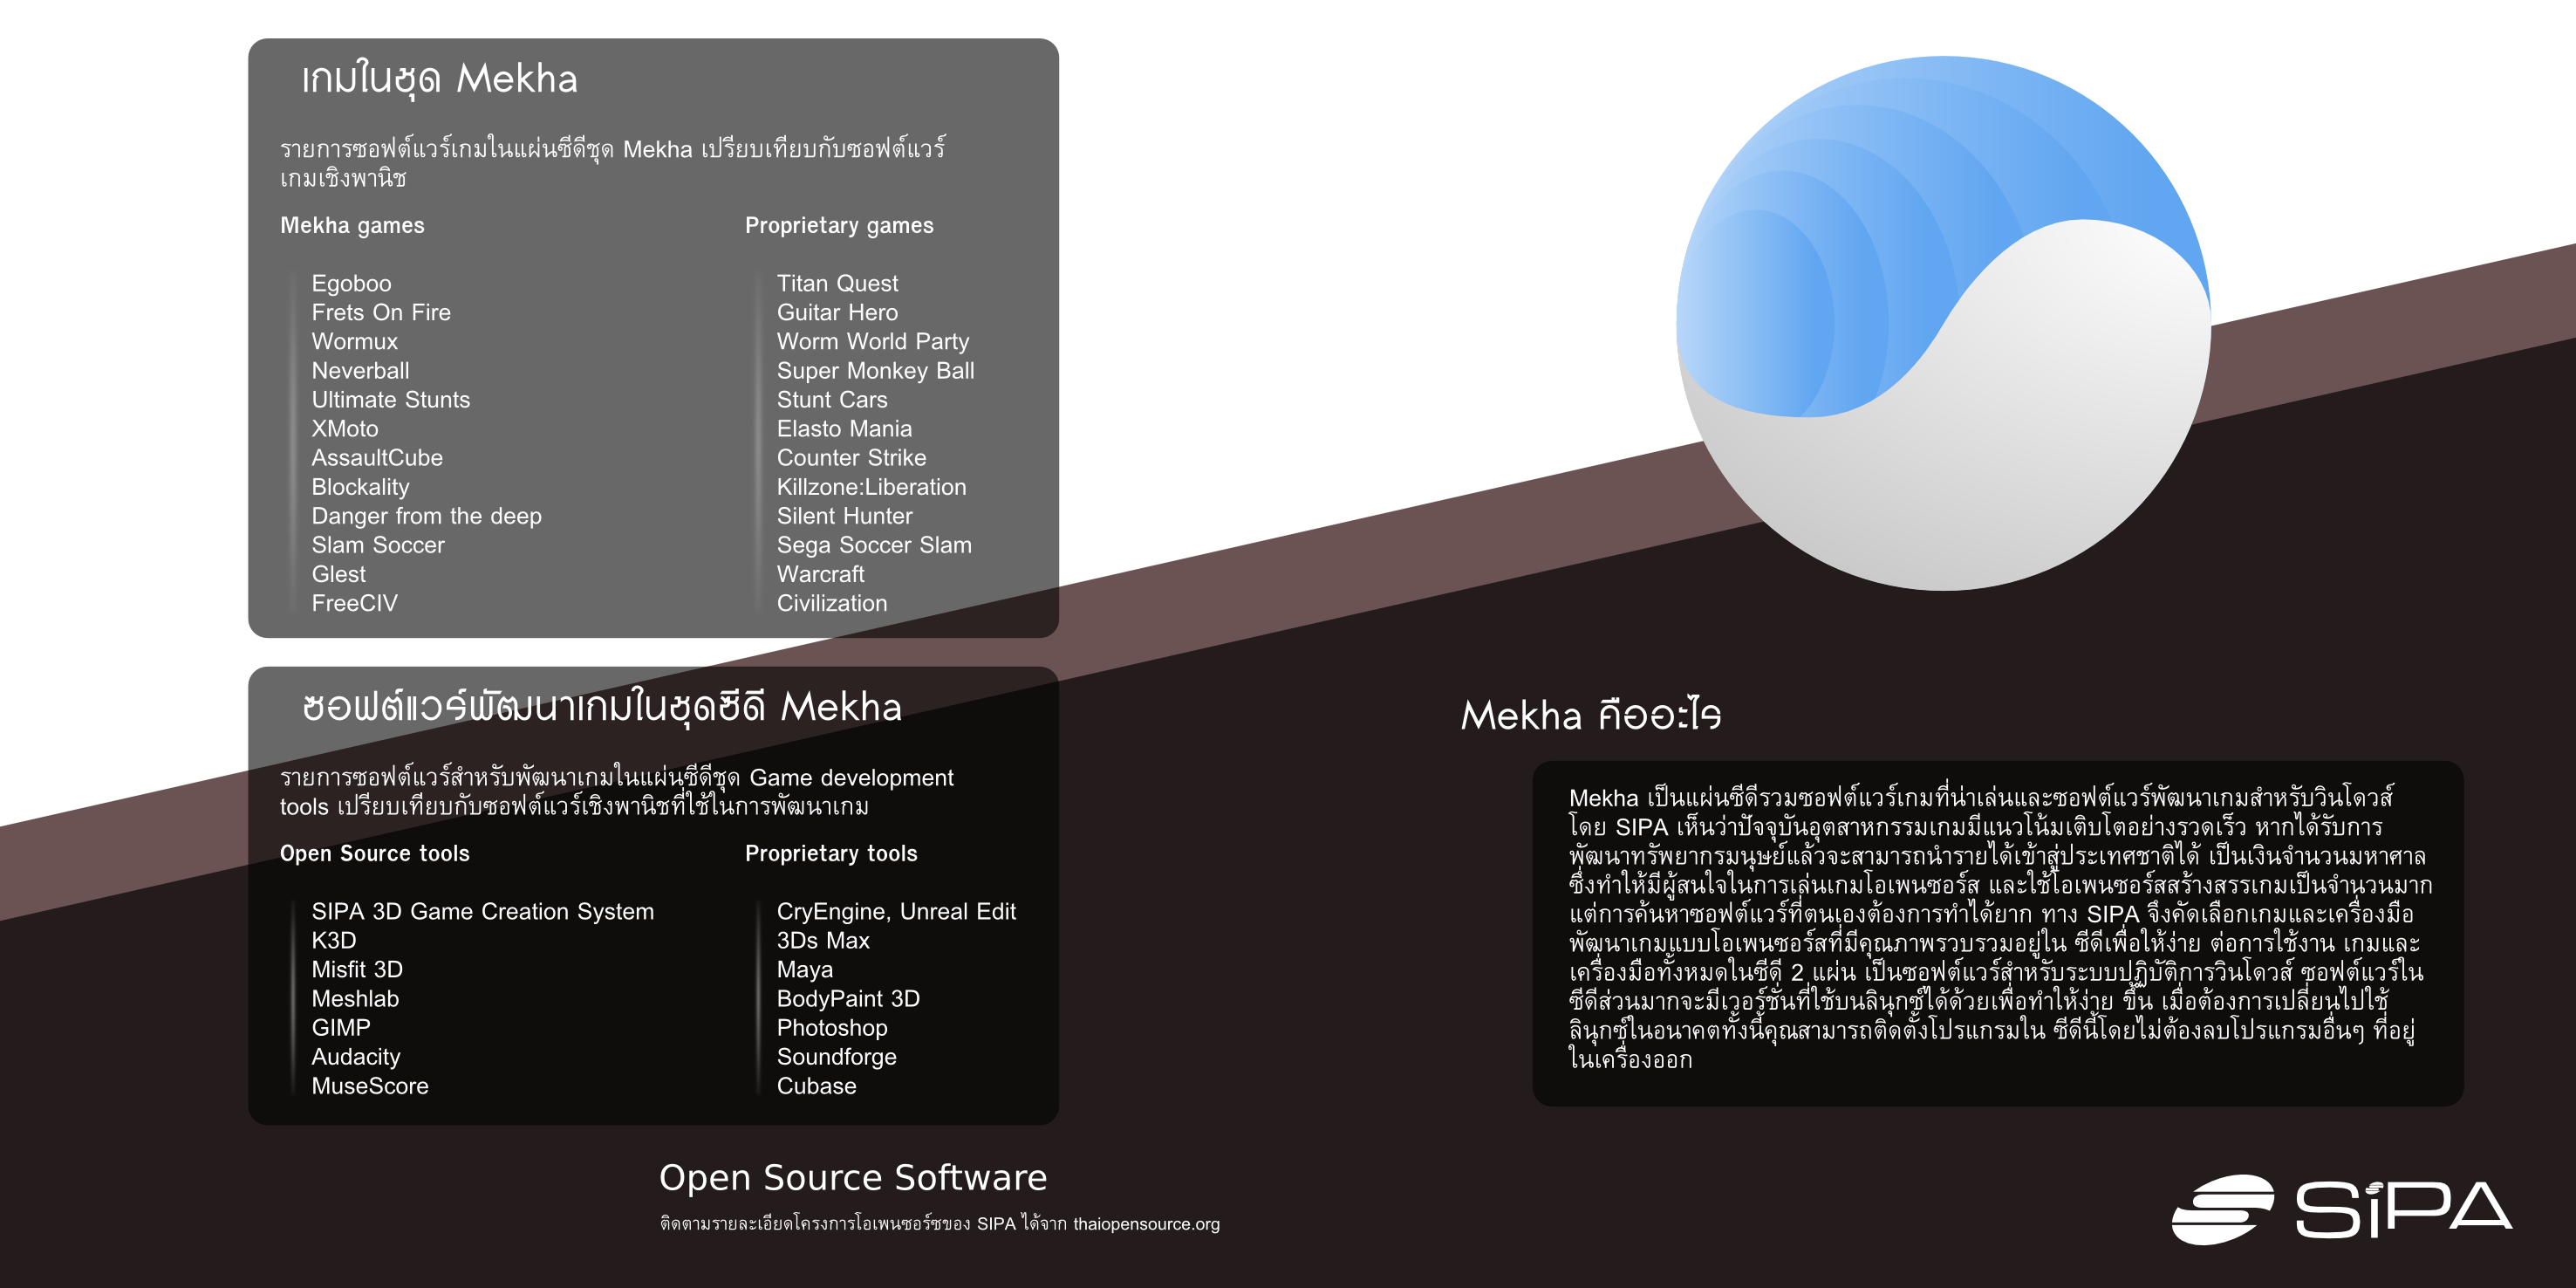 เกมในชุด Mekha
รายการซอฟต์แวร์เกมในแผ่นซีดีชุด Mekha เปรียบเทียบกับซอฟต์แวร์
เกมเชิงพานิช
Mekha games
Egoboo
Frets On Fire
Wormux
Neverball
Ultimate Stunts
XMoto
AssaultCube
Blockality
Danger from the deep
Slam Soccer
Glest
FreeCIV
Proprietary games
Titan Quest
Guitar Hero
Worm World Party
Super Monkey Ball
Stunt Cars
Elasto Mania
Counter Strike
Killzone:Liberation
Silent Hunter
Sega Soccer Slam
Warcraft
Civilization
ซอฟต์แวร์พัฒนาเกมในชุดซีดี Mekha
รายการซอฟต์แวร์สำหรับพัฒนาเกมในแผ่นซีดีชุด Game development
tools เปรียบเทียบกับซอฟต์แวร์เชิงพานิชที่ใช้ในการพัฒนาเกม
Open Source tools
SIPA 3D Game Creation System
K3D
Misfit 3D
Meshlab
GIMP
Audacity
MuseScore
Proprietary tools
CryEngine, Unreal Edit
3Ds Max
Maya
BodyPaint 3D
Photoshop
Soundforge
Cubase
Open Source Software
ติดตามรายละเอียดโครงการโอเพนซอร์ซของ SIPA ได้จาก thaiopensource.org
Mekha คืออะไร
Mekha เป็นแผ่นซีดีรวมซอฟต์แวร์เกมที่น่าเล่นและซอฟต์แวร์พัฒนาเกมสำหรับวินโดวส์
โดย SIPA เห็นว่าปัจจุบันอุตสาหกรรมเกมมีแนวโน้มเติบโตอย่างรวดเร็ว หากได้รับการ
พัฒนาทรัพยากรมนุษย์แล้วจะสามารถนำรายได้เข้าสู่ประเทศชาติได้ เป็นเงินจำนวนมหาศาล
ซึ่งทำให้มีผู้สนใจในการเล่นเกมโอเพนซอร์ส และใช้โอเพนซอร์สสร้างสรรเกมเป็นจำนวนมาก
แต่การค้นหาซอฟต์แวร์ที่ตนเองต้องการทำได้ยาก ทาง SIPA จึงคัดเลือกเกมและเครื่องมือ
พัฒนาเกมแบบโอเพนซอร์สที่มีคุณภาพรวบรวมอยู่ใน ซีดีเพื่อให้ง่าย ต่อการใช้งาน เกมและ
เครื่องมือทั้งหมดในซีดี 2 แผ่น เป็นซอฟต์แวร์สำหรับระบบปฏิบัติการวินโดวส์ ซอฟต์แวร์ใน
ซีดีส่วนมากจะมีเวอร์ชั่นที่ใช้บนลินุกซ์ได้ด้วยเพื่อทำให้ง่าย ขึ้น เมื่อต้องการเปลี่ยนไปใช้
ลินุกซ์ในอนาคตทั้งนี้คุณสามารถติดตั้งโปรแกรมใน ซีดีนี้โดยไม่ต้องลบโปรแกรมอื่นๆ ที่อยู่
ในเครื่องออก
SiPA